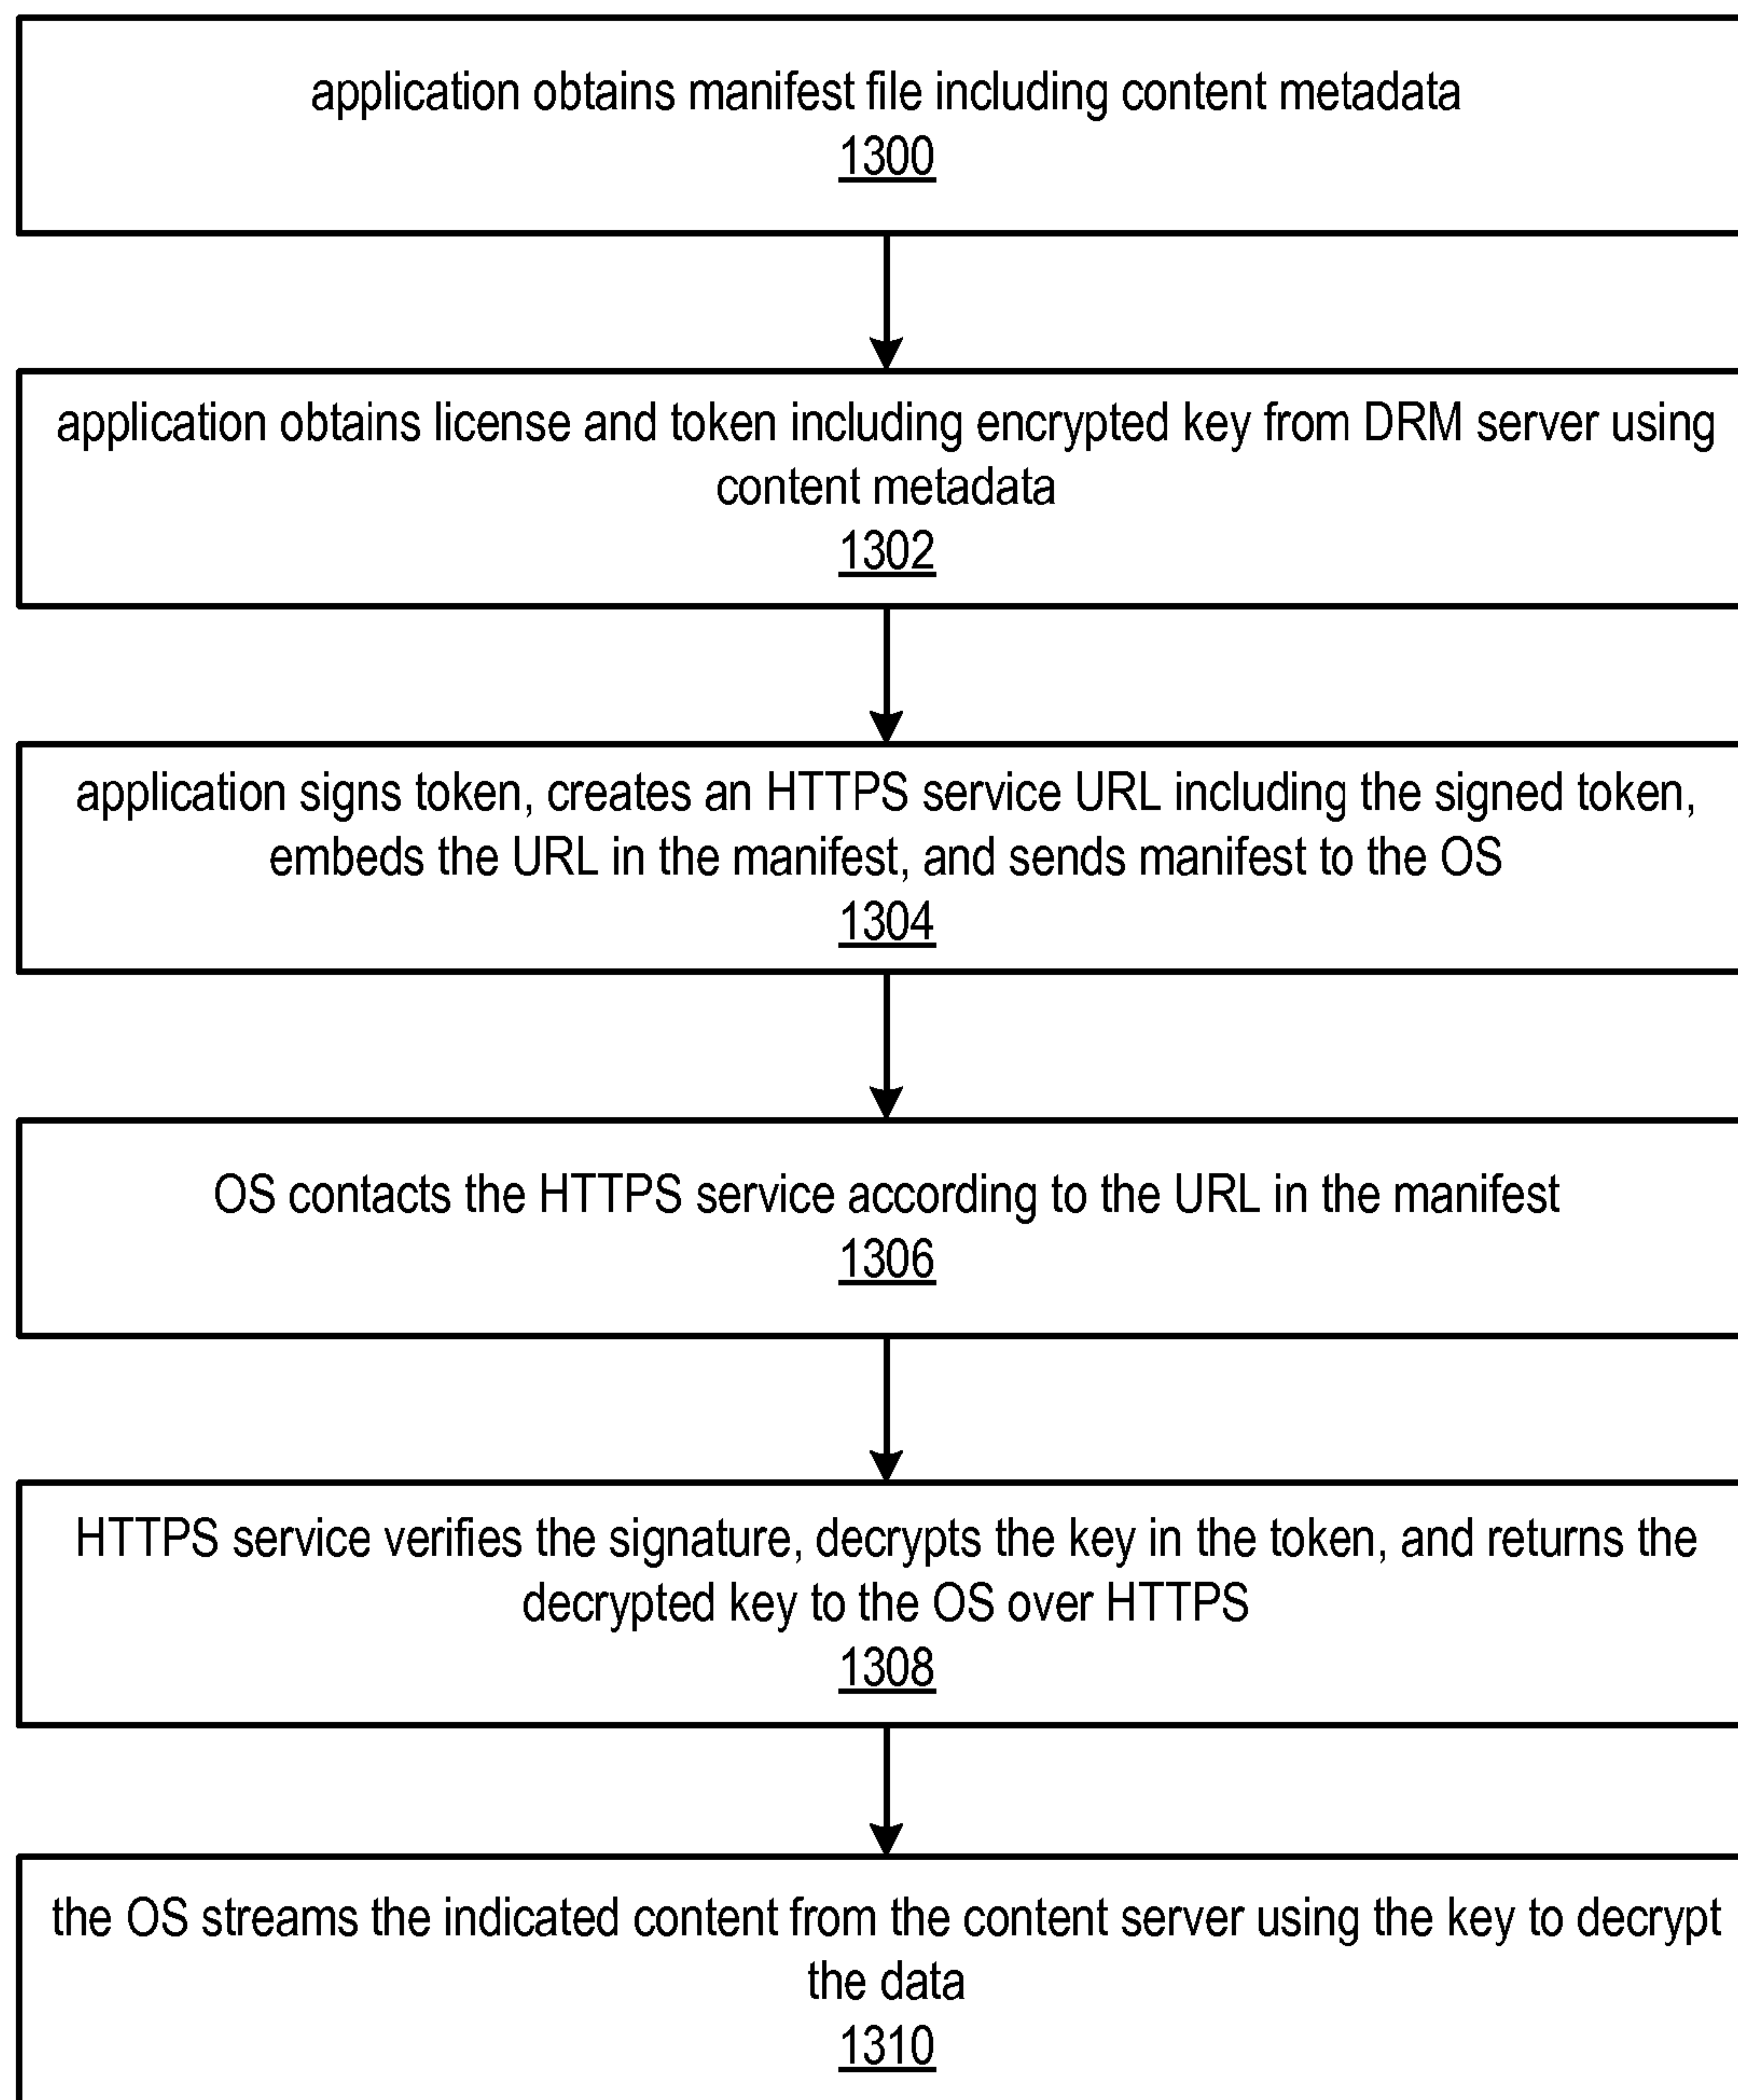 application obtains manifest file including content metadata
1300
application obtains license and token including encrypted key from DRM server using
content metadata
1302
application signs token, creates an HTTPS service URL including the signed token,
embeds the URL in the manifest, and sends manifest to the OS
1304
OS contacts the HTTPS service according to the URL in the manifest
1306
HTTPS service verifies the signature, decrypts the key in the token, and returns the
decrypted key to the OS over HTTPS
1308
the OS streams the indicated content from the content server using the key to decrypt
the data
1310